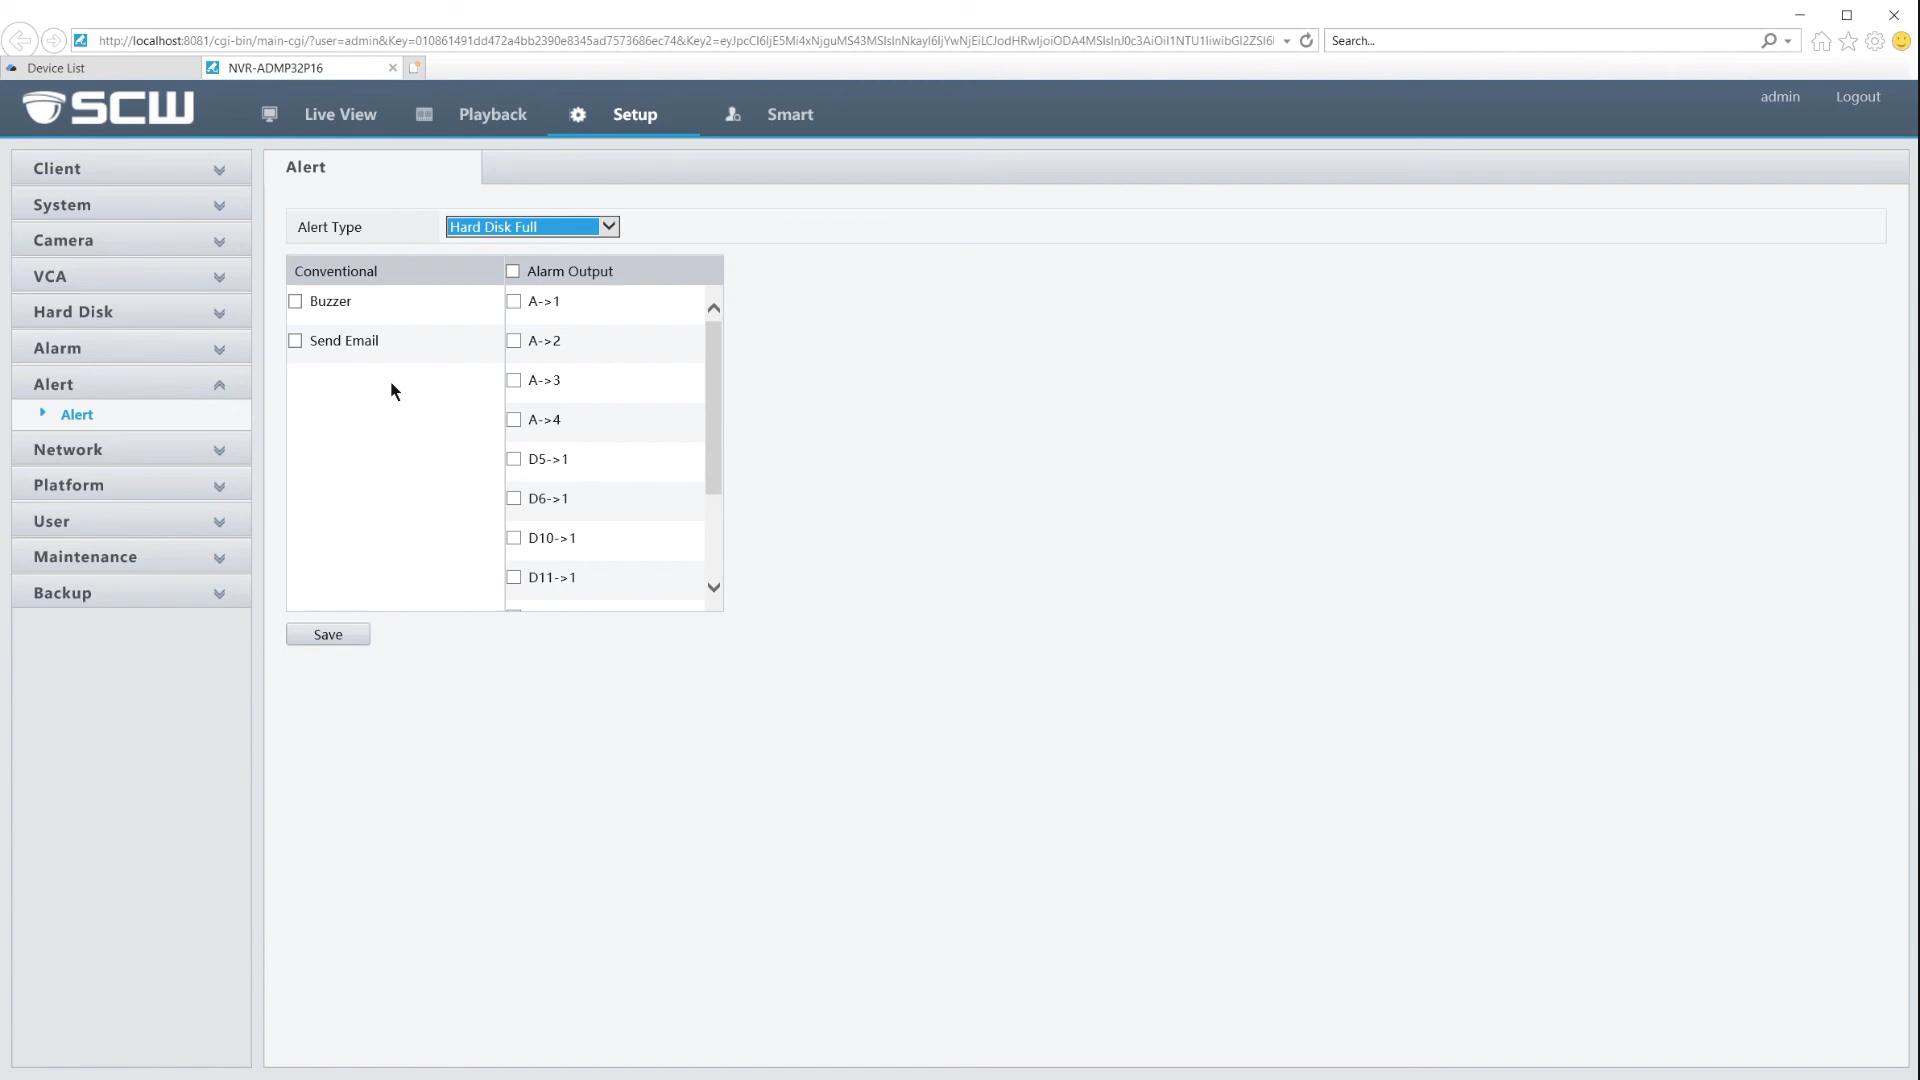 http://localhost:8081/cgi-bin/main-cgi/?user=admin&Key=010861491dd472a4bb2390e8345ad7573686ec74&Key2=
Search...
Device List
NVR-ADMP32P16
SCW
Live View
Playback
Setup
Smart
admin
Logout
Client
System
Camera
VCA
Hard Disk
Alarm
Alert
Alert
Network
Platform
User
Maintenance
Backup
Alert
Alert Type
Hard Disk Full
Conventional
Alarm Output
Buzzer
A->1
Send Email
A->2
A->3
A->4
D5->1
D6->1
D10->1
D11->1
Save